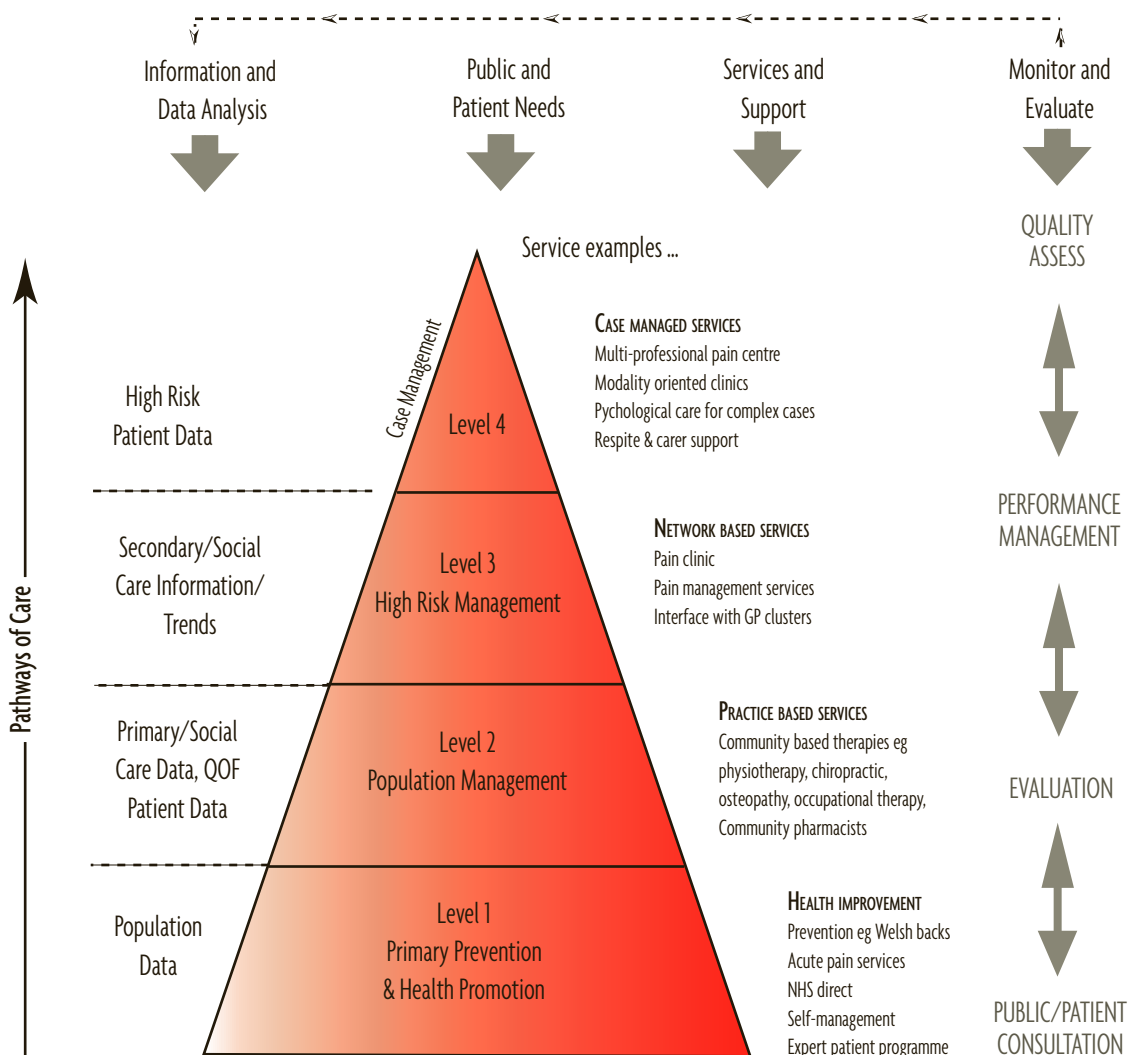 Information and
Data Analysis
Public and
Patient Needs
Services and
Support
Monitor and
Evaluate
Pathways of Care
High Risk
Patient Data
Secondary/Social
Care Information/
Trends
Primary/Social
Care Data, QOF
Patient Data
Population
Data
Case Management
Level 4
Level 3
High Risk Management
Level 2
Population Management
Level 1
Primary Prevention
& Health Promotion
Service examples ...
CASE MANAGED SERVICES
Multi-professional pain centre
Modality oriented clinics
Pychological care for complex cases
Respite & carer support
NETWORK BASED SERVICES
Pain clinic
Pain management services
Interface with GP clusters
PRACTICE BASED SERVICES
Community based therapies eg
physiotherapy, chiropractic,
osteopathy, occupational therapy,
Community pharmacists
HEALTH IMPROVEMENT
Prevention eg Welsh backs
Acute pain services
NHS direct
Self-management
Expert patient programme
QUALITY
ASSESS
PERFORMANCE
MANAGEMENT
EVALUATION
PUBLIC/PATIENT
CONSULTATION